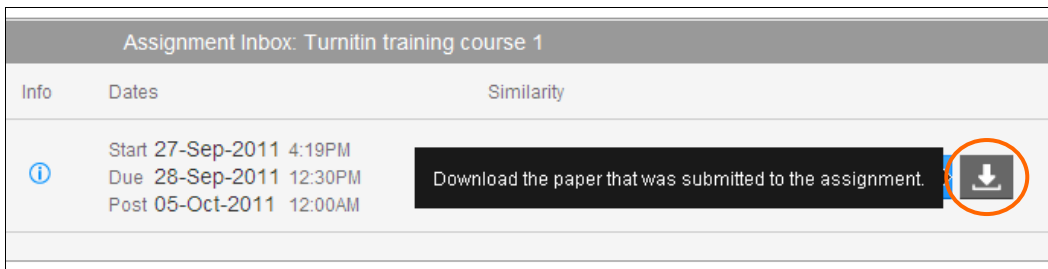 Assignment Inbox: Turnitin training course 1
Info Dates Similarity
Start 27-Sep-2011 4:19PM
Due 28-Sep-2011 12:30PM
Post 05-Oct-2011 12:00AM
Download the paper that was submitted to the assignment.